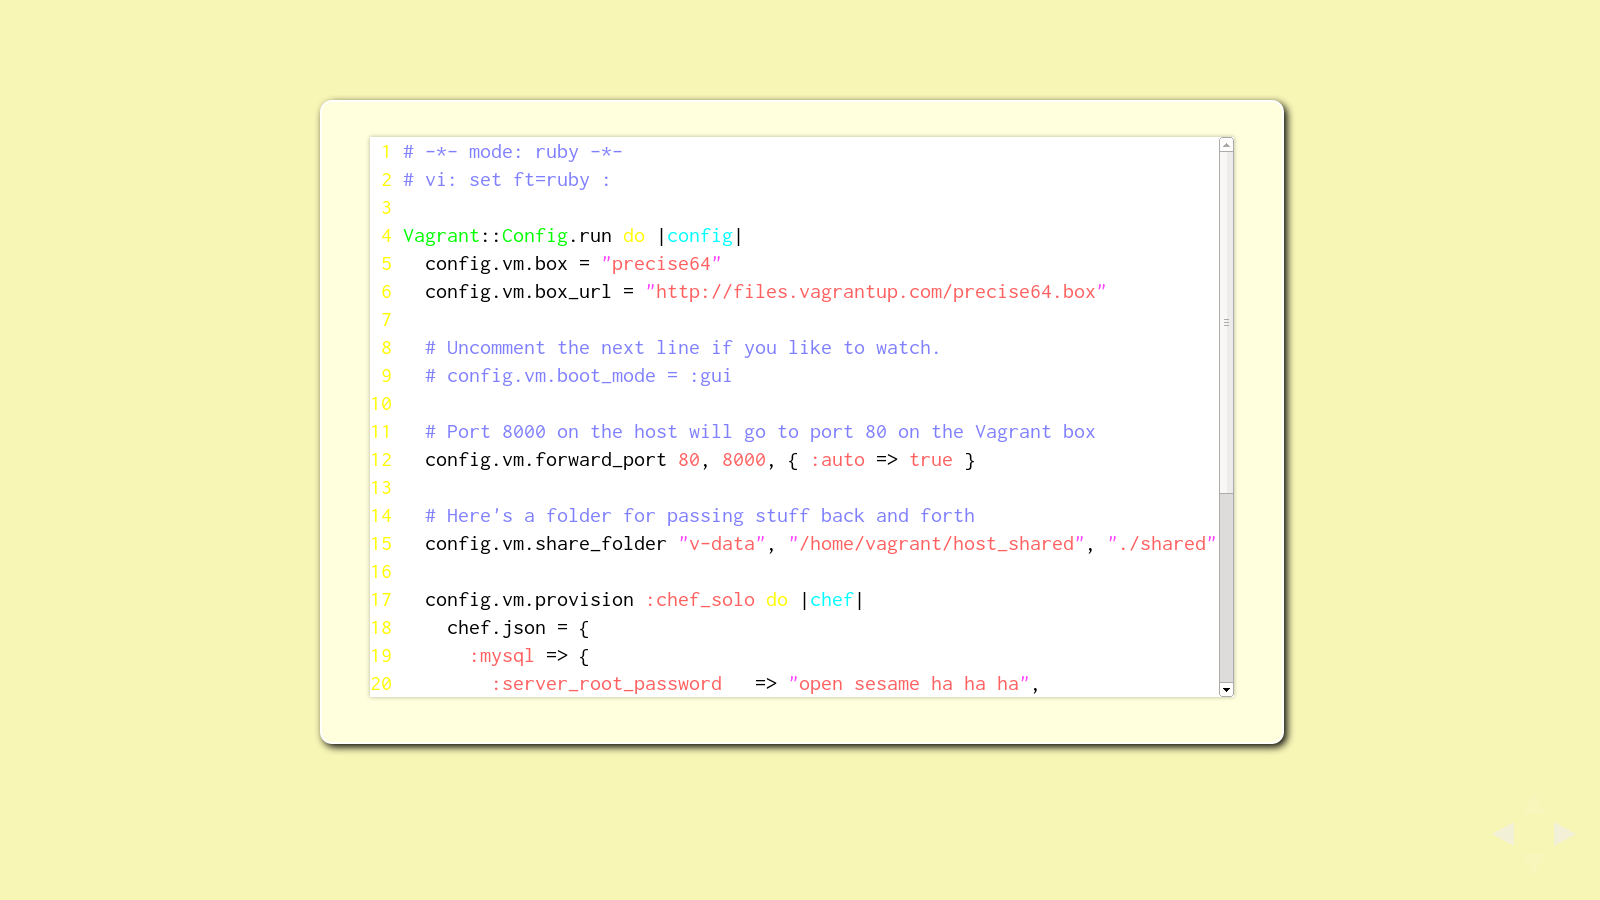 1 # -*- mode: ruby -*-
2 # vi: set ft=ruby :
3
4 Vagrant::Config.run do |config|
5   config.vm.box = "precise64"
6   config.vm.box_url = "http://files.vagrantup.com/precise64.box"
7
8   # Uncomment the next line if you like to watch.
9   # config.vm.boot_mode = :gui
10
11   # Port 8000 on the host will go to port 80 on the Vagrant box
12   config.vm.forward_port 80, 8000, { :auto => true }
13
14   # Here's a folder for passing stuff back and forth
15   config.vm.share_folder "v-data", "/home/vagrant/host_shared", "./shared"
16
17   config.vm.provision :chef_solo do |chef|
18     chef.json = {
19       :mysql => {
20         :server_root_password   => "open sesame ha ha ha",